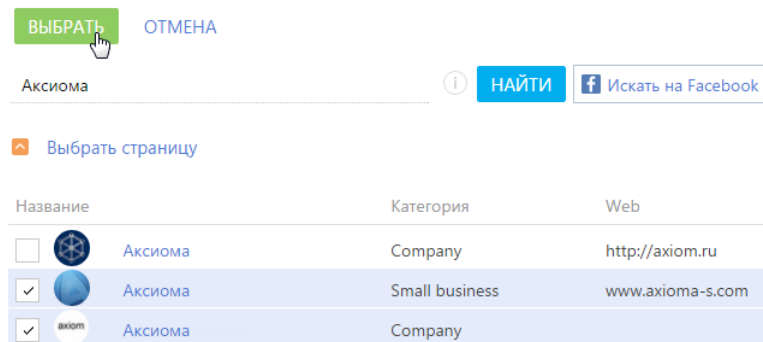 ВЫБРАТЬ ОТМЕНА
Аксиома i НАЙТИ f Искать на Facebook
Выбрать страницу
Название Категория Web
Аксиома Company http://axiom.ru
Аксиома Small business www.axioma-s.com
axiom Аксиома Company